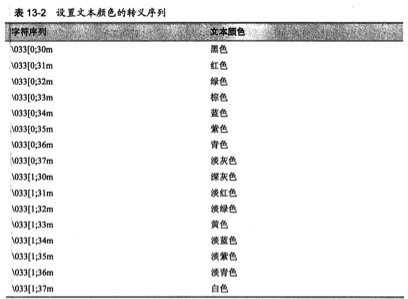 表 13-2 设置文本颜色的转义序列
字符序列 文本颜色
\033[0;30m 黑色
\033[0;31m 红色
\033[0;32m 绿色
\033[0;33m 棕色
\033[0;34m 蓝色
\033[0;35m 紫色
\033[0;36m 青色
\033[0;37m 淡灰色
\033[1;30m 深灰色
\033[1;31m 淡红色
\033[1;32m 淡绿色
\033[1;33m 黄色
\033[1;34m 淡蓝色
\033[1;35m 淡紫色
\033[1;36m 淡青色
\033[1;37m 白色